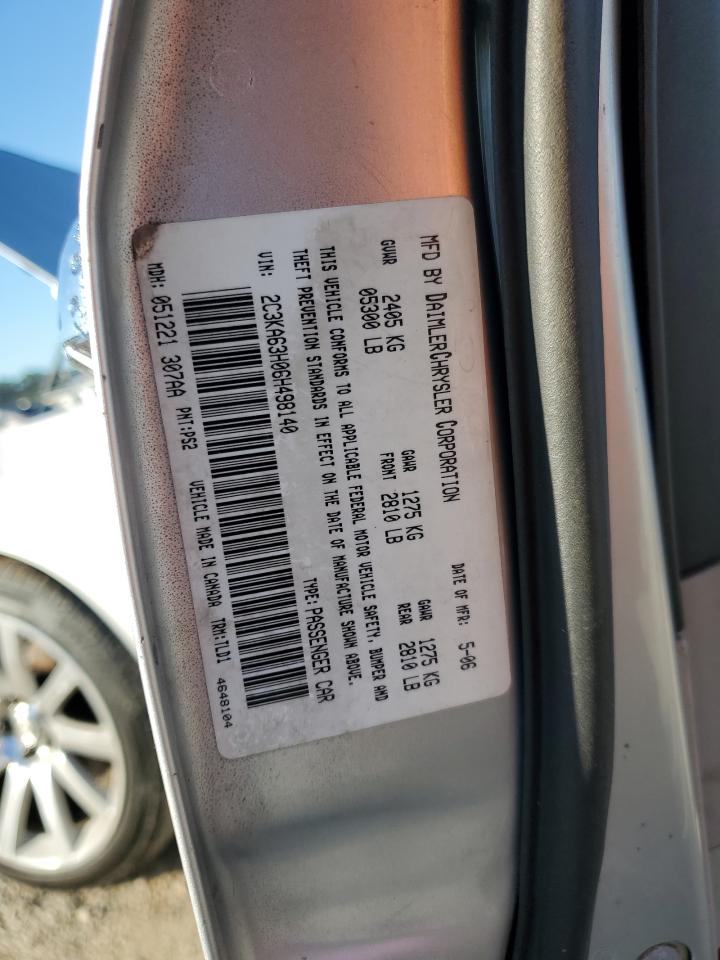 MFD BY DAIMLERCHRYSLER CORPORATION DATE OF MFR: 5-06
GVWR 2405 KG GAWR 1275 KG GAWR 1275 KG
05300 LB FRONT 2810 LB REAR 2810 LB
THIS VEHICLE CONFORMS TO ALL APPLICABLE FEDERAL MOTOR VEHICLE SAFETY, BUMPER AND
THEFT PREVENTION STANDARDS IN EFFECT ON THE DATE OF MANUFACTURE SHOWN ABOVE.
VIN: 2C3KA63H06H498140 TYPE: PASSENGER CAR
MDH: 051221 307AA PNT: PS2 VEHICLE MADE IN CANADA TRM: TLD1 4648104